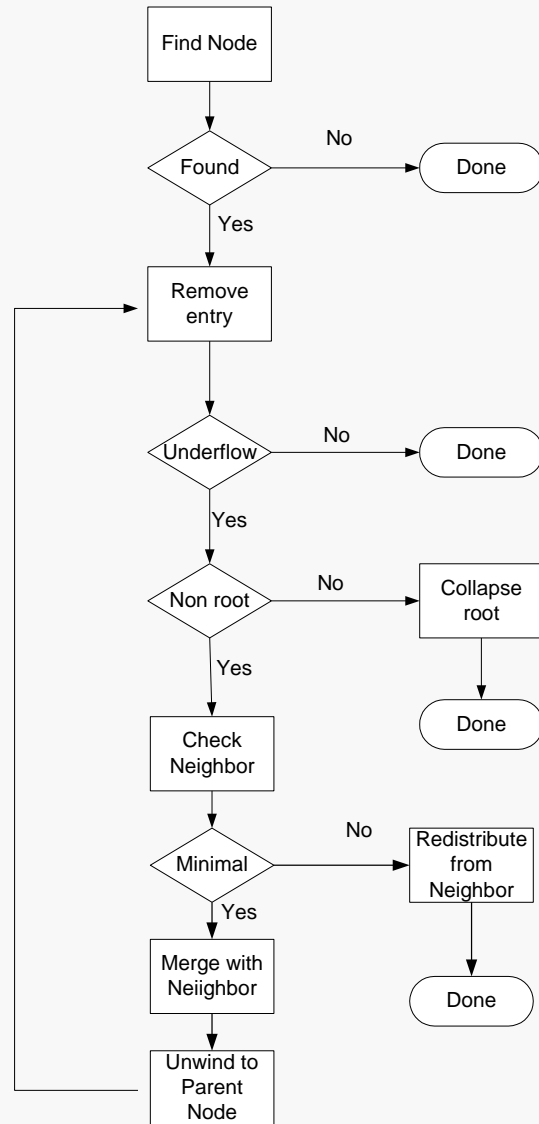 Find Node
No
Found
Done
Yes
Remove
entry
No
Underflow
Done
Yes
No
Non root
Collapse
root
Yes
Done
Check
Neighbor
No
Minimal
Redistribute
from
Neighbor
Yes
Merge with
Neiighbor
Done
Unwind to
Parent
Node